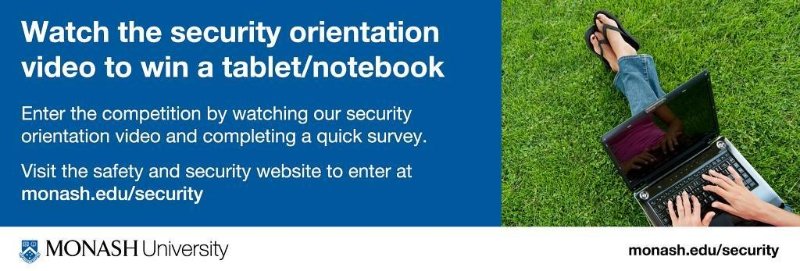 Watch the security orientation
video to win a tablet/notebook
Enter the competition by watching our security
orientation video and completing a quick survey.
Visit the safety and security website to enter at
monash.edu/security
MONASH University
monash.edu/security